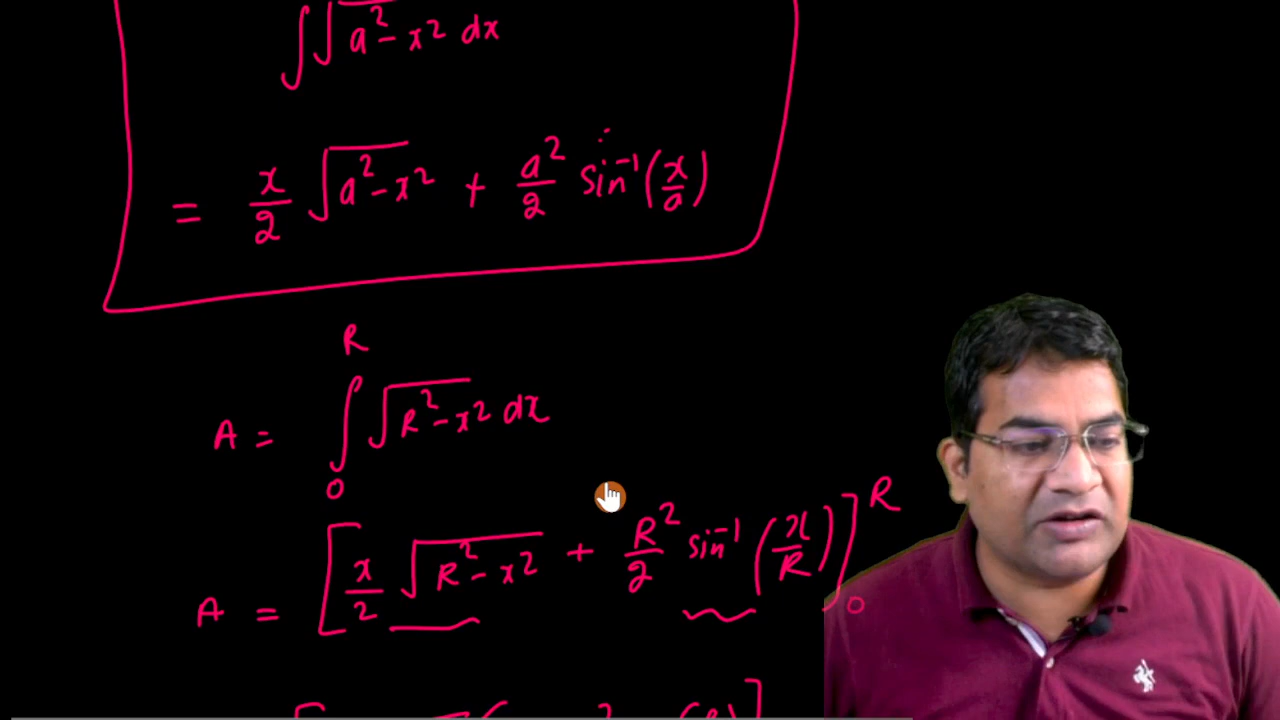 ∫√(a²-x²) dx
= x/2 √(a²-x²) + a²/2 sin⁻¹(x/a)
R
A = ∫√(R²-x²) dx
0
A = [x/2 √(R²-x²) + R²/2 sin⁻¹(x/R)]
R
0